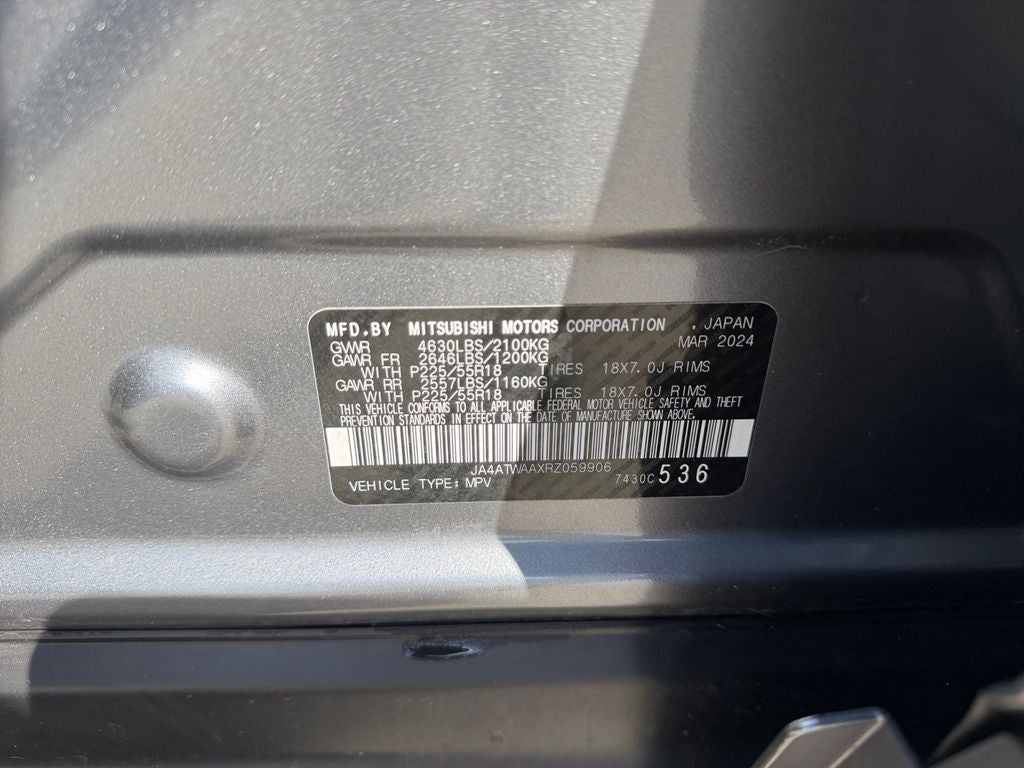 MFD.BY MITSUBISHI MOTORS CORPORATION , JAPAN
GVWR 4630LBS/2100KG MAR 2024
GAWR FR 2646LBS/1200KG
WITH P225/55R18 TIRES 18X7.0J RIMS
GAWR RR 2557LBS/1160KG
WITH P225/55R18 TIRES 18X7.0J RIMS
THIS VEHICLE CONFORMS TO ALL APPLICABLE FEDERAL MOTOR VEHICLE SAFETY AND THEFT
PREVENTION STANDARDS IN EFFECT ON THE DATE OF MANUFACTURE SHOWN ABOVE.
JA4ATWAAXRZ059906
VEHICLE TYPE: MPV 7430C 536